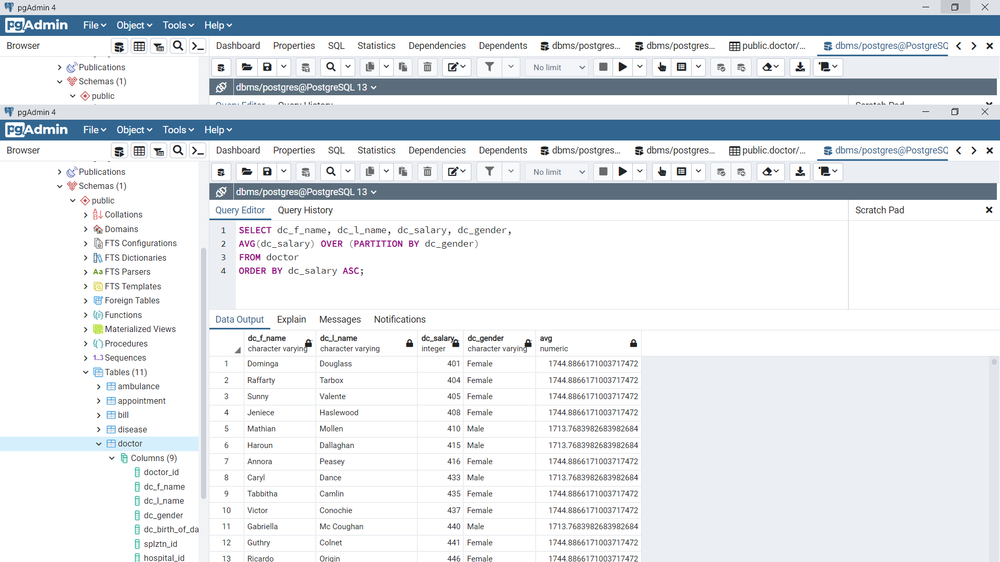 pgAdmin 4
pgAdmin File Object Tools Help
Browser Dashboard Properties SQL Statistics Dependencies Dependents dbms/postgres... dbms/postgres... public.doctor/... dbms/postgres@PostgreSQ
Publications No limit
Schemas (1) dbms/postgres@PostgreSQL 13
public Query Editor Query History Scratch Pad
pgAdmin 4
pgAdmin File Object Tools Help
Browser Dashboard Properties SQL Statistics Dependencies Dependents dbms/postgres... dbms/postgres... public.doctor/... dbms/postgres@PostgreSQ
No limit
dbms/postgres@PostgreSQL 13
Query Editor Query History Scratch Pad
Publications
Schemas (1)
public
Collations
Domains
FTS Configurations
FTS Dictionaries
Aa FTS Parsers
FTS Templates
Foreign Tables
Functions
Materialized Views
Procedures
1..3 Sequences
Tables (11)
ambulance
appointment
bill
disease
doctor
Columns (9)
doctor_id
dc_f_name
dc_l_name
dc_gender
dc_birth_of_da
splztn_id
hospital_id
1 SELECT dc_f_name, dc_l_name, dc_salary, dc_gender,
2 AVG(dc_salary) OVER (PARTITION BY dc_gender)
3 FROM doctor
4 ORDER BY dc_salary ASC;
Data Output Explain Messages Notifications
dc_f_name dc_l_name dc_salary dc_gender avg
character varying character varying integer character varying numeric
1 Dominga Douglass 401 Female 1744.8866171003717472
2 Raffarty Tarbox 404 Female 1744.8866171003717472
3 Sunny Valente 405 Female 1744.8866171003717472
4 Jeniece Haslewood 408 Female 1744.8866171003717472
5 Mathian Mollen 410 Male 1713.7683982683982684
6 Haroun Dallaghan 415 Male 1713.7683982683982684
7 Annora Peasey 416 Female 1744.8866171003717472
8 Caryl Dance 433 Male 1713.7683982683982684
9 Tabbitha Camlin 435 Female 1744.8866171003717472
10 Victor Conochie 437 Female 1744.8866171003717472
11 Gabriella Mc Coughan 440 Male 1713.7683982683982684
12 Guthry Colnet 441 Female 1744.8866171003717472
13 Ricardo Origin 446 Female 1744.8866171003717472